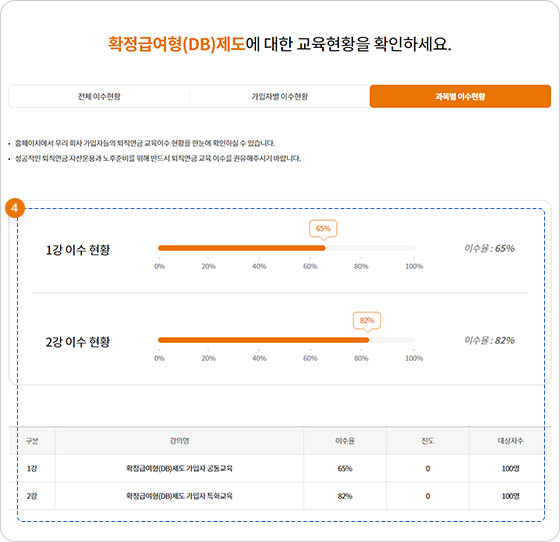 확정급여형(DB)제도에 대한 교육현황을 확인하세요.
전체 이수현황 가입자별 이수현황 과목별 이수현황
• 홈페이지에서 우리 회사 가입자들의 퇴직연금 교육이수 현황을 한눈에 확인하실 수 있습니다.
• 성공적인 퇴직연금 자산운용과 노후준비를 위해 반드시 퇴직연금 교육 이수를 권유해주시기 바랍니다.
4
65%
1강 이수 현황 이수율 : 65%
0% 20% 40% 60% 80% 100%
82%
2강 이수 현황 이수율 : 82%
0% 20% 40% 60% 80% 100%
구분 강의명 이수율 진도 대상자수
1강 확정급여형(DB)제도 가입자 공통교육 65% 0 100명
2강 확정급여형(DB)제도 가입자 특화교육 82% 0 100명